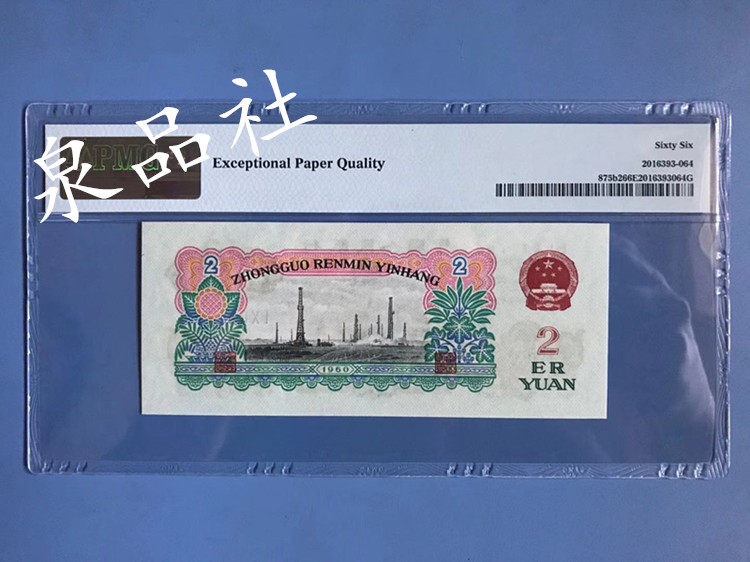 泉品社
PMG
Exceptional Paper Quality
Sixty Six
2016393-064
875b266E2016393064G
2
2
ZHONGGUO RENMIN YINHANG
1960
2
ER
YUAN